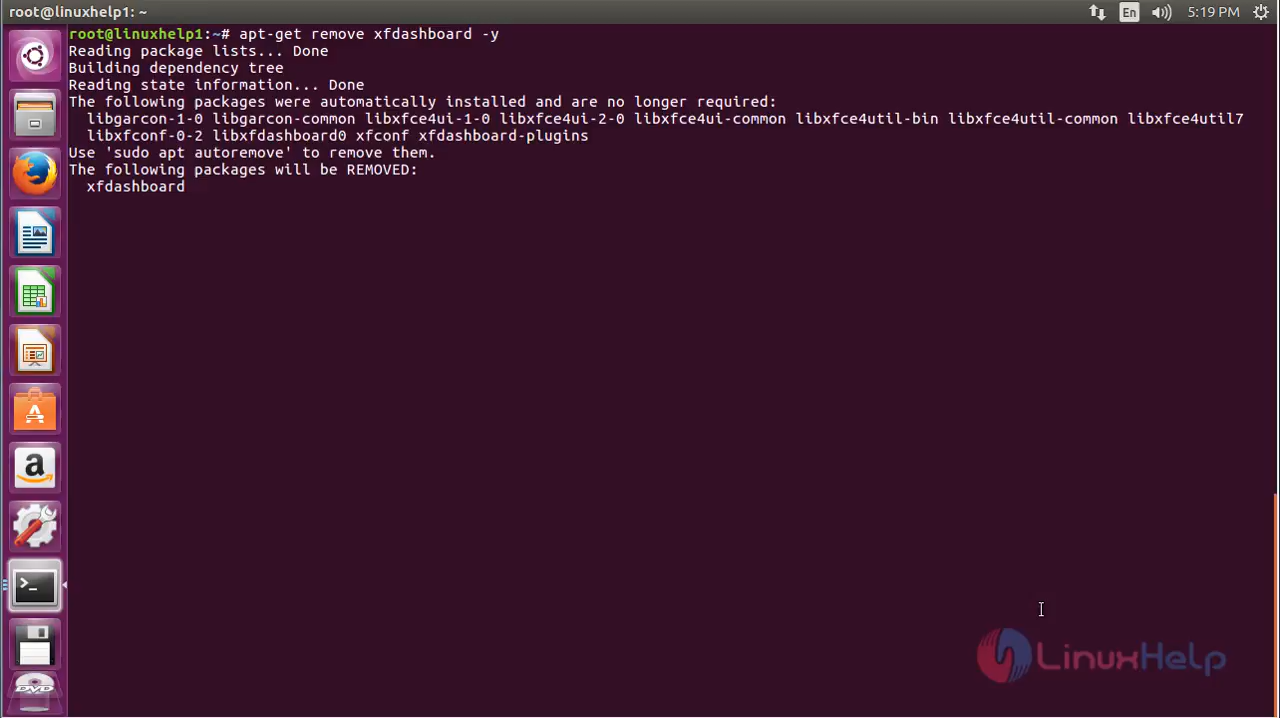 root@linuxhelp1: ~
En
5:19 PM
root@linuxhelp1:~# apt-get remove xfdashboard -y
Reading package lists... Done
Building dependency tree
Reading state information... Done
The following packages were automatically installed and are no longer required:
  libgarcon-1-0 libgarcon-common libxfce4ui-1-0 libxfce4ui-2-0 libxfce4ui-common libxfce4util-bin libxfce4util-common libxfce4util7
  libxfconf-0-2 libxfdashboard0 xfconf xfdashboard-plugins
Use 'sudo apt autoremove' to remove them.
The following packages will be REMOVED:
  xfdashboard
A
a
>_
DVD
LinuxHelp